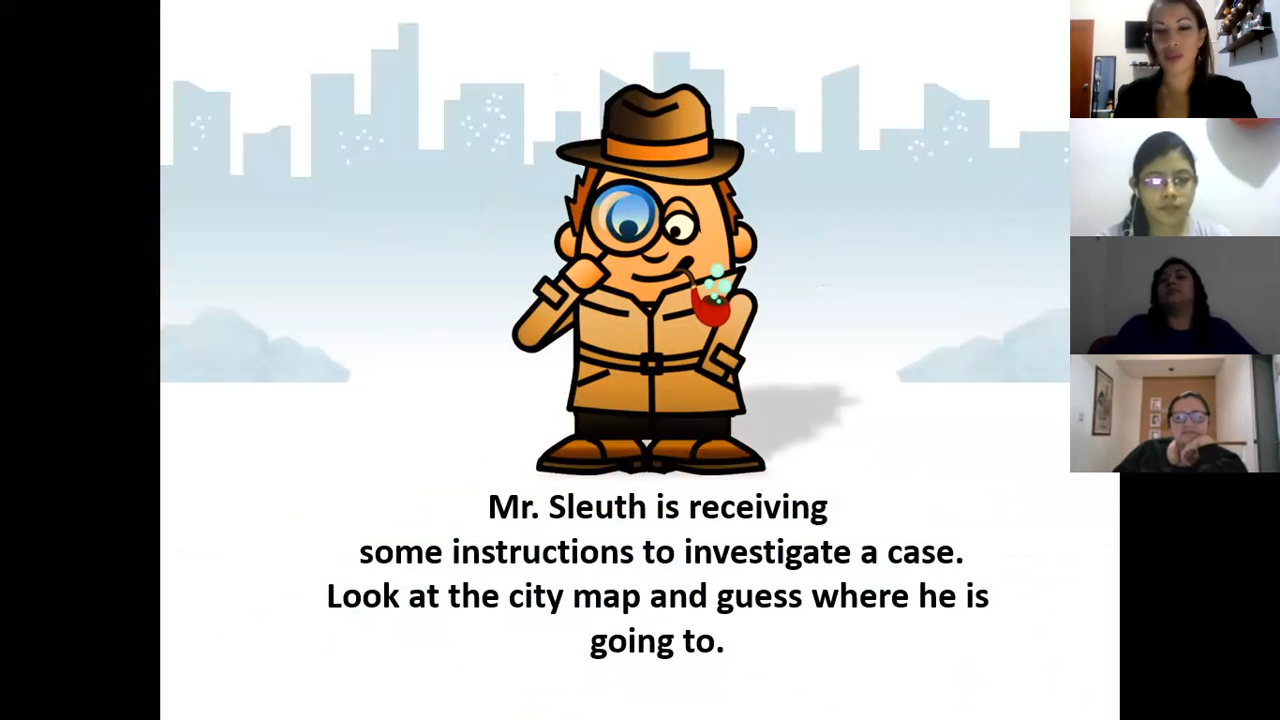 Mr. Sleuth is receiving
some instructions to investigate a case.
Look at the city map and guess where he is
going to.